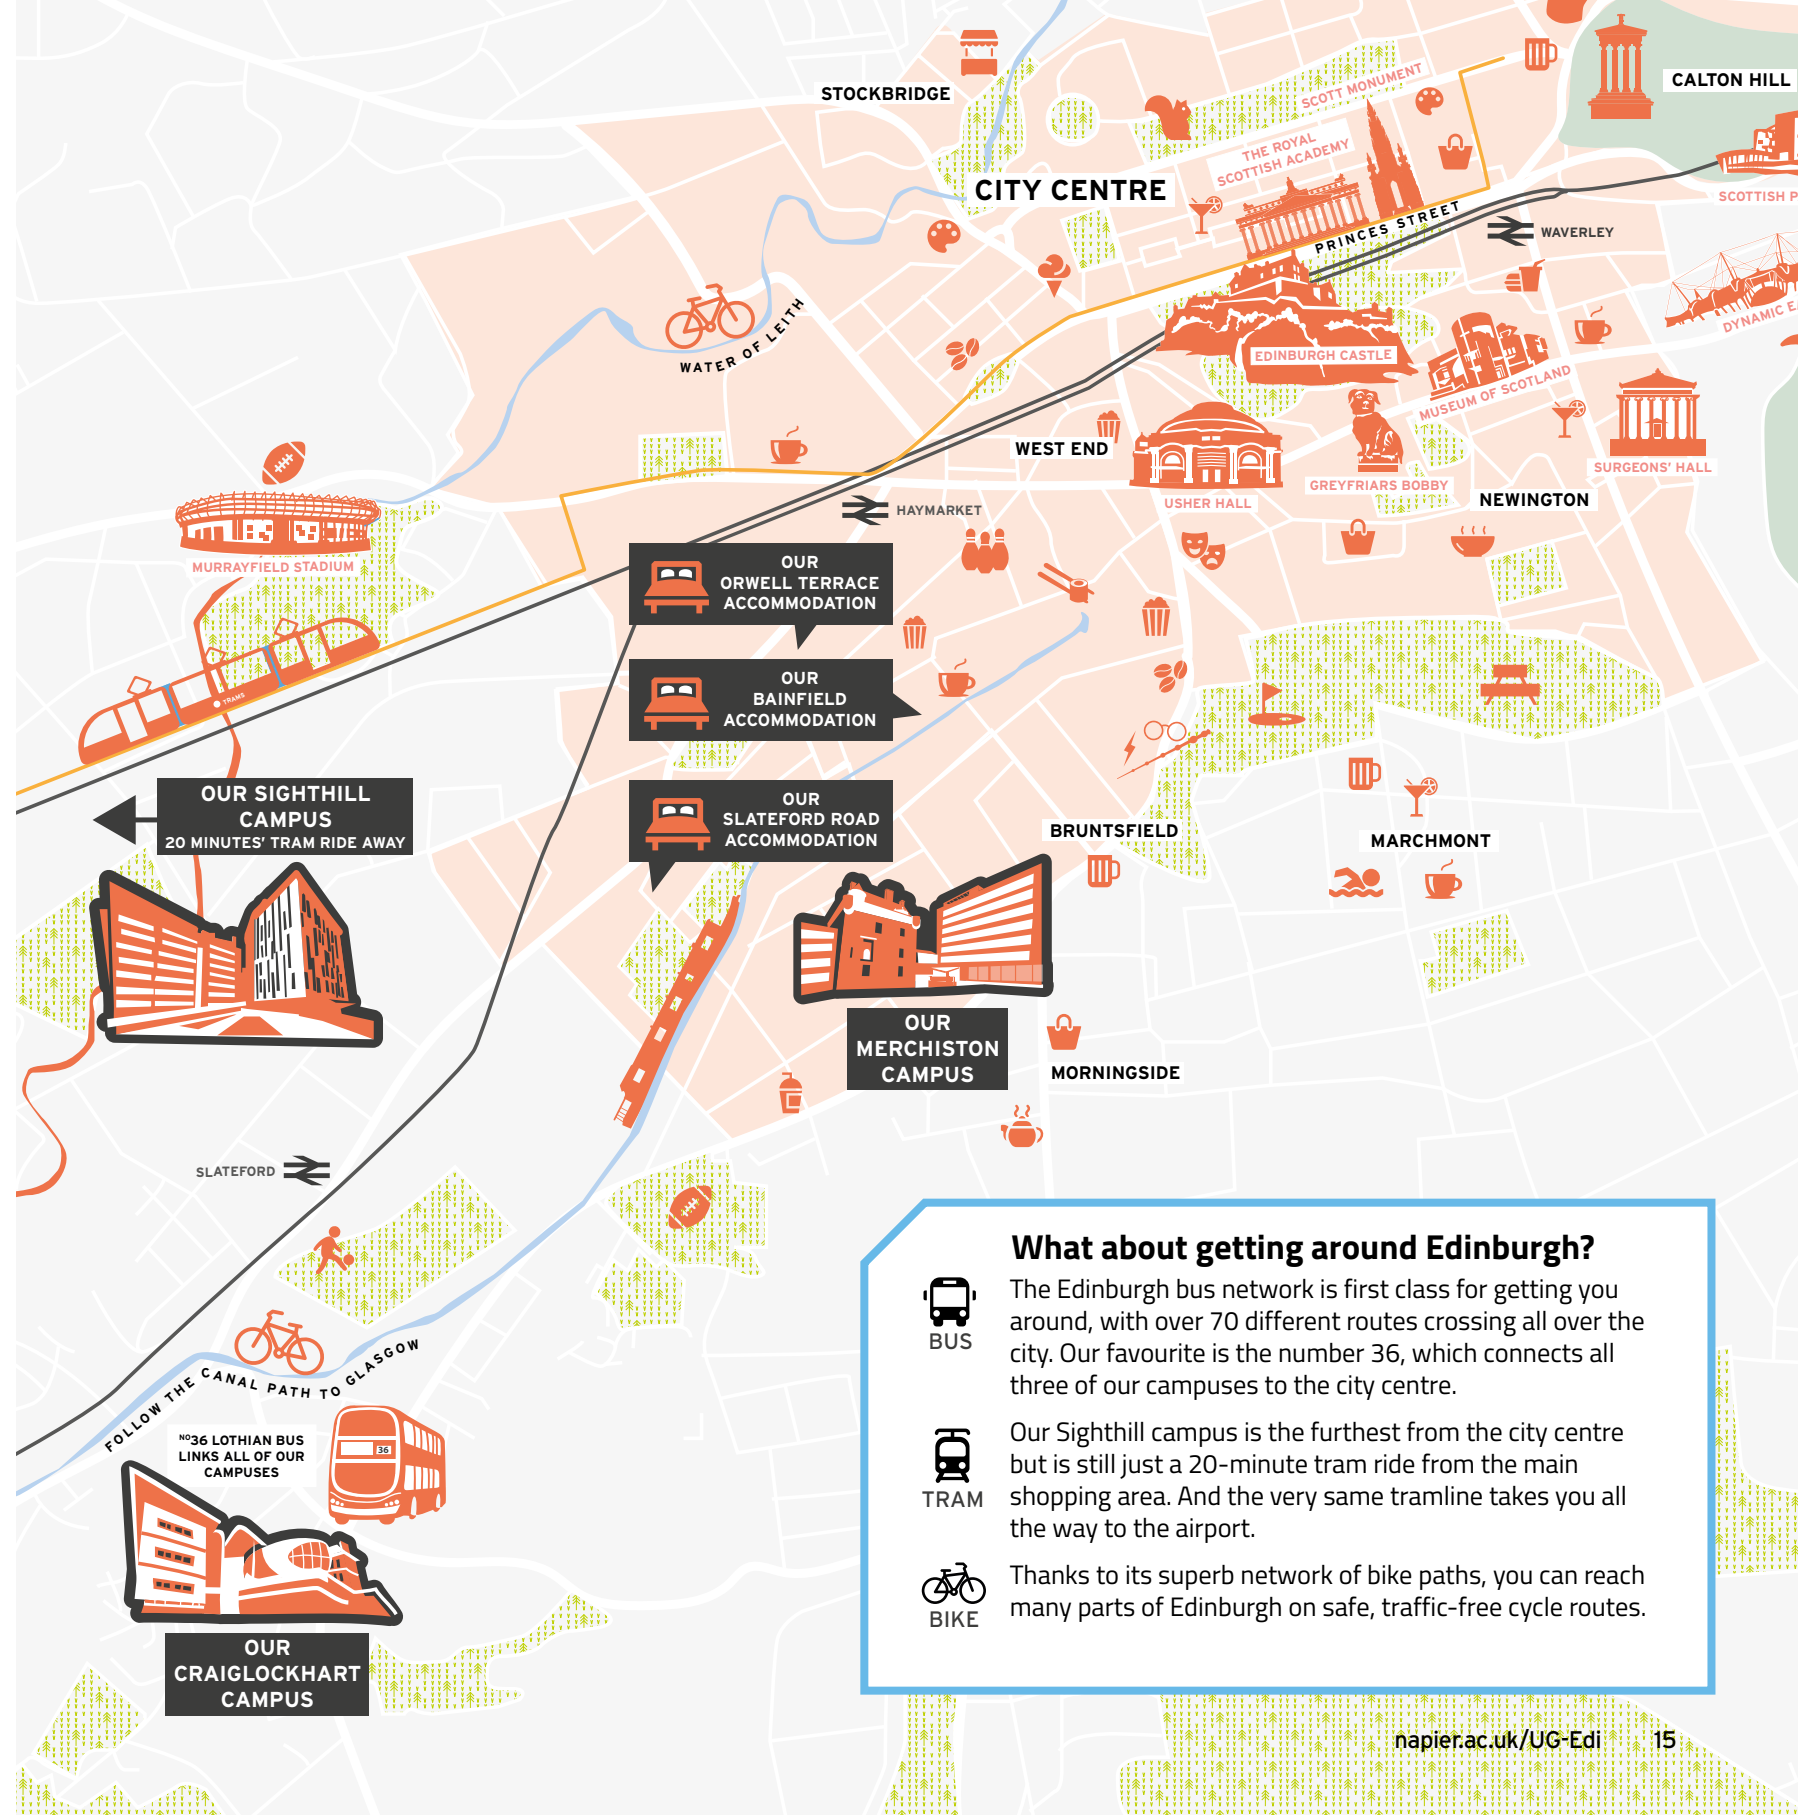 STOCKBRIDGE
CALTON HILL
SCOTT MONUMENT
THE ROYAL
SCOTTISH ACADEMY
CITY CENTRE
SCOTTISH P
PRINCES STREET
WAVERLEY
WATER OF LEITH
DYNAMIC E
EDINBURGH CASTLE
MUSEUM OF SCOTLAND
WEST END
SURGEONS' HALL
GREYFRIARS BOBBY
USHER HALL
NEWINGTON
HAYMARKET
MURRAYFIELD STADIUM
OUR
ORWELL TERRACE
ACCOMMODATION
OUR
BAINFIELD
ACCOMMODATION
TRAMS
OUR SIGHTHILL
CAMPUS
20 MINUTES' TRAM RIDE AWAY
OUR
SLATEFORD ROAD
ACCOMMODATION
BRUNTSFIELD
MARCHMONT
OUR
MERCHISTON
CAMPUS
MORNINGSIDE
SLATEFORD
FOLLOW THE CANAL PATH TO GLASGOW
NO36 LOTHIAN BUS
LINKS ALL OF OUR
CAMPUSES
36
OUR
CRAIGLOCKHART
CAMPUS
What about getting around Edinburgh?
BUS
The Edinburgh bus network is first class for getting you
around, with over 70 different routes crossing all over the
city. Our favourite is the number 36, which connects all
three of our campuses to the city centre.
TRAM
Our Sighthill campus is the furthest from the city centre
but is still just a 20-minute tram ride from the main
shopping area. And the very same tramline takes you all
the way to the airport.
BIKE
Thanks to its superb network of bike paths, you can reach
many parts of Edinburgh on safe, traffic-free cycle routes.
napier.ac.uk/UG-Edi 15